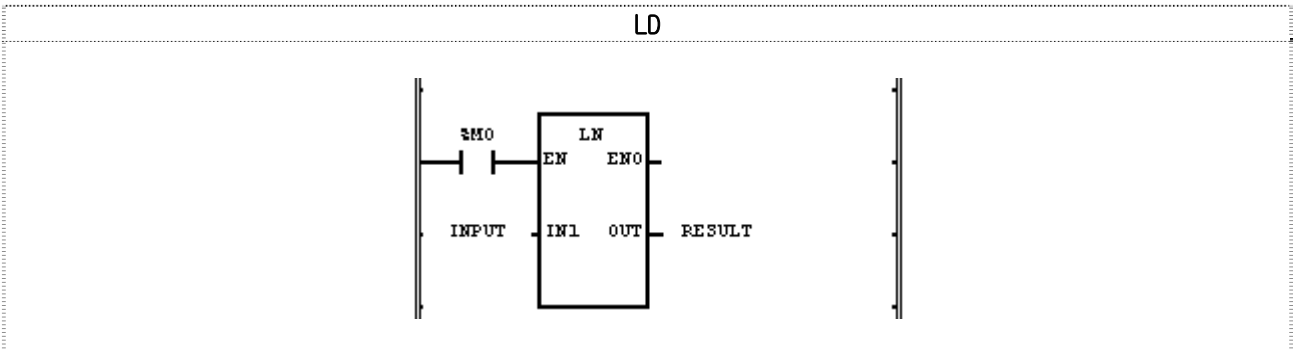 LD
%M0 LN
EN ENO
INPUT IN1 OUT RESULT